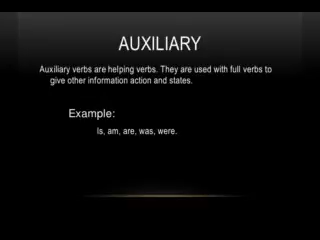 AUXILIARY
Auxiliary verbs are helping verbs. They are used with full verbs to
give other information action and states.
Example:
Is, am, are, was, were.